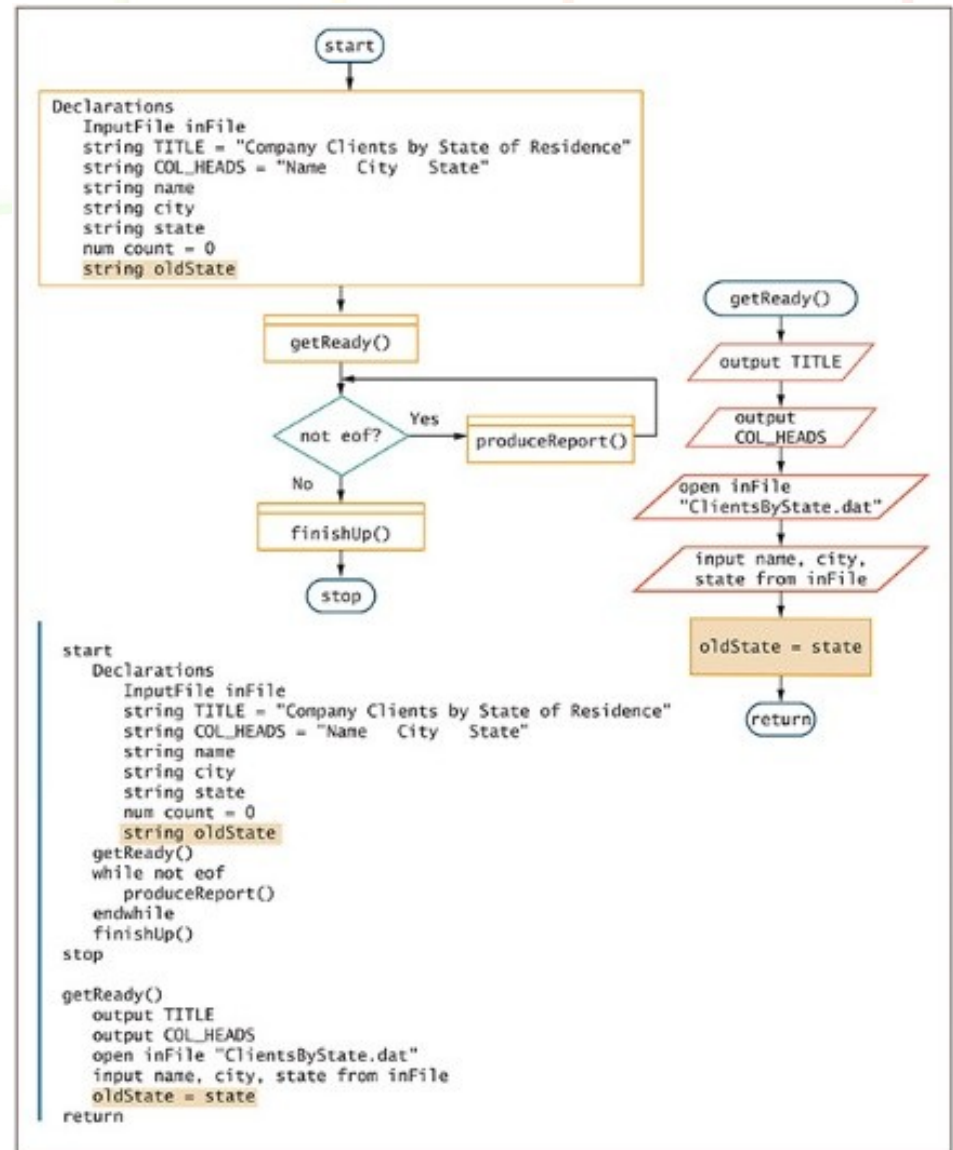 start
Declarations
InputFile inFile
string TITLE = "Company Clients by State of Residence"
string COL_HEADS = "Name   City   State"
string name
string city
string state
num count = 0
string oldState
getReady()
not eof?
Yes
produceReport()
No
finishUp()
stop
getReady()
output TITLE
output
COL_HEADS
open inFile
"ClientsByState.dat"
input name, city,
state from inFile
oldState = state
return
start
Declarations
InputFile inFile
string TITLE = "Company Clients by State of Residence"
string COL_HEADS = "Name   City   State"
string name
string city
string state
num count = 0
string oldState
getReady()
while not eof
produceReport()
endwhile
finishUp()
stop
getReady()
output TITLE
output COL_HEADS
open inFile "ClientsByState.dat"
input name, city, state from inFile
oldState = state
return